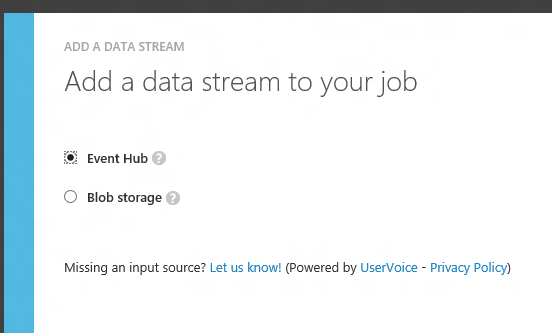 ADD A DATA STREAM
Add a data stream to your job
Event Hub ?
Blob storage ?
Missing an input source? Let us know! (Powered by UserVoice - Privacy Policy)